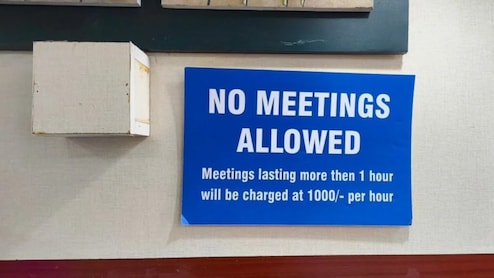 NO MEETINGS
ALLOWED
Meetings lasting more then 1 hour
will be charged at 1000/- per hour